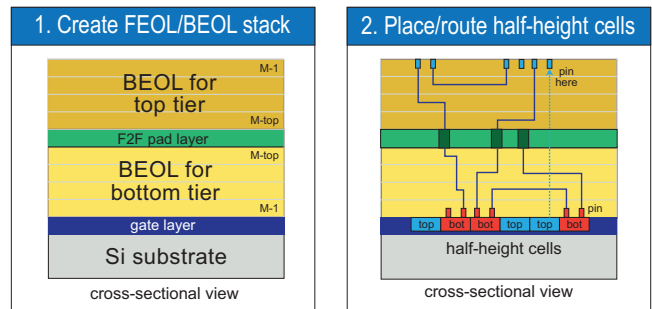 1. Create FEOL/BEOL stack
M-1
BEOL for
top tier
M-top
F2F pad layer
M-top
BEOL for
bottom tier
M-1
gate layer
Si substrate
cross-sectional view
2. Place/route half-height cells
pin
here
pin
top bot bot top top bot
half-height cells
cross-sectional view